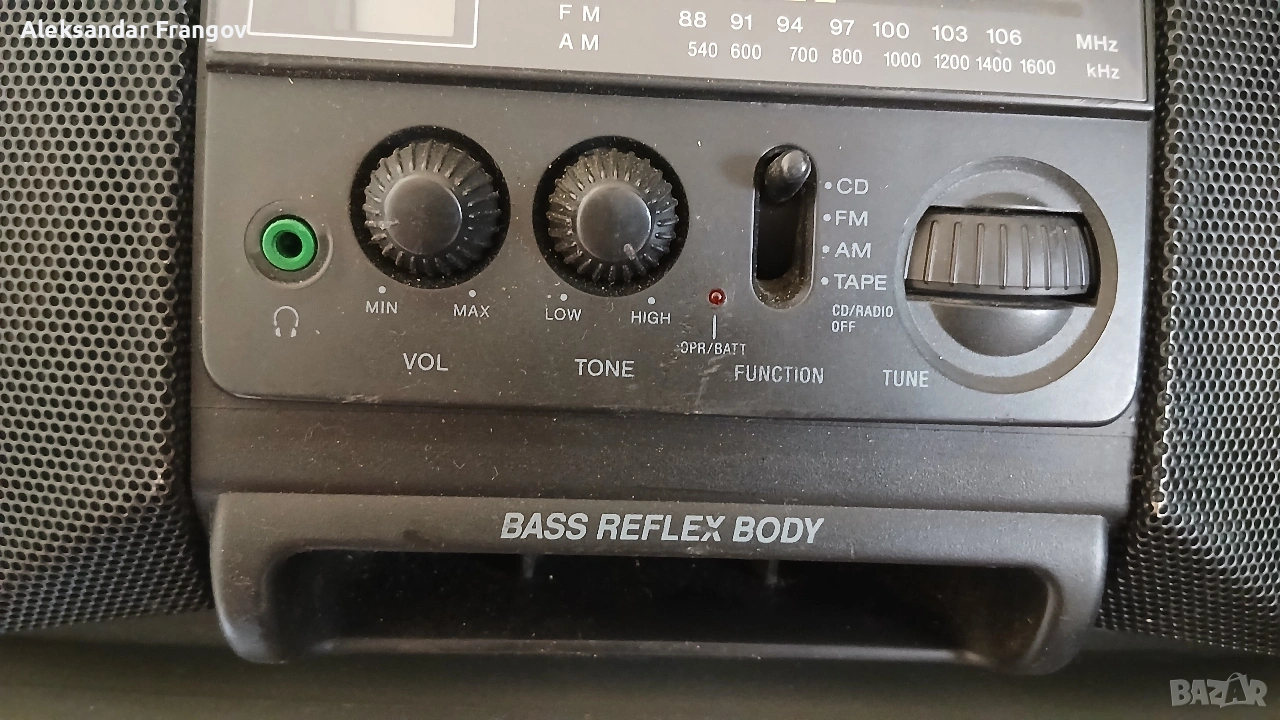 Aleksandar Frangov
FM 88 91 94 97 100 103 106 MHz
AM 540 600 700 800 1000 1200 1400 1600 kHz
CD
FM
AM
TAPE
CD/RADIO
OFF
MIN MAX
VOL
LOW HIGH
TONE
OPR/BATT
FUNCTION
TUNE
BASS REFLEX BODY
BAZAR